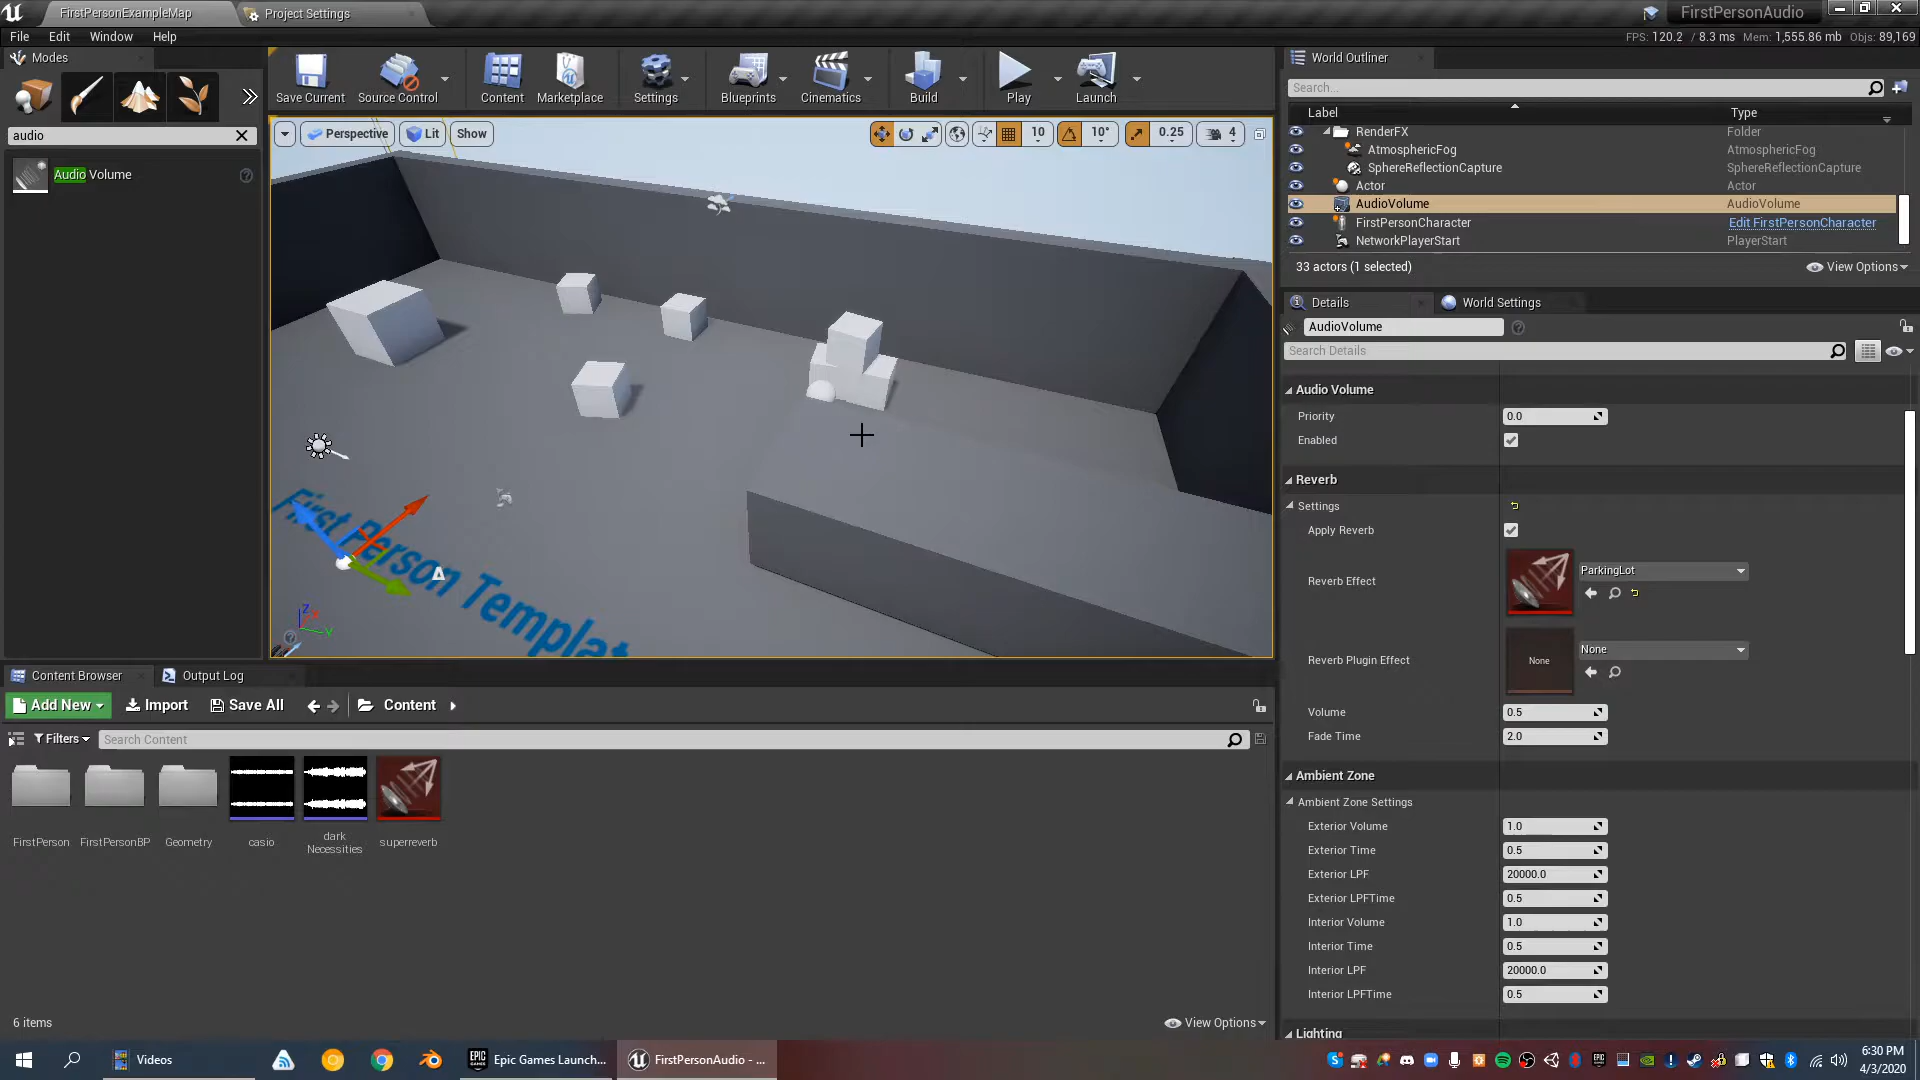 FirstPersonExampleMap
Project Settings
FirstPersonAudio
File Edit Window Help
FPS: 120.2 / 8.3 ms Mem: 1,555.86 mb Objs: 89,169
Modes
Save Current
Source Control
Content
Marketplace
Settings
Blueprints
Cinematics
Build
Play
Launch
audio
Audio Volume
Perspective
Lit
Show
10
10°
0.25
4
First Person Templat
Z
Y
World Outliner
Search...
Label Type
RenderFX Folder
AtmosphericFog AtmosphericFog
SphereReflectionCapture SphereReflectionCapture
Actor Actor
AudioVolume AudioVolume
FirstPersonCharacter Edit FirstPersonCharacter
NetworkPlayerStart PlayerStart
33 actors (1 selected)
View Options
Details
World Settings
AudioVolume
Search Details
Audio Volume
Priority 0.0
Enabled
Reverb
Settings
Apply Reverb
Reverb Effect ParkingLot
Reverb Plugin Effect None None
Volume 0.5
Fade Time 2.0
Ambient Zone
Ambient Zone Settings
Exterior Volume 1.0
Exterior Time 0.5
Exterior LPF 20000.0
Exterior LPFTime 0.5
Interior Volume 1.0
Interior Time 0.5
Interior LPF 20000.0
Interior LPFTime 0.5
Lighting
Content Browser
Output Log
Add New
Import
Save All
Content
Filters
Search Content
FirstPerson
FirstPersonBP
Geometry
casio
dark
Necessities
superreverb
6 items
View Options
Videos
EPIC GAMES
Epic Games Launch...
FirstPersonAudio - ...
6:30 PM
4/3/2020